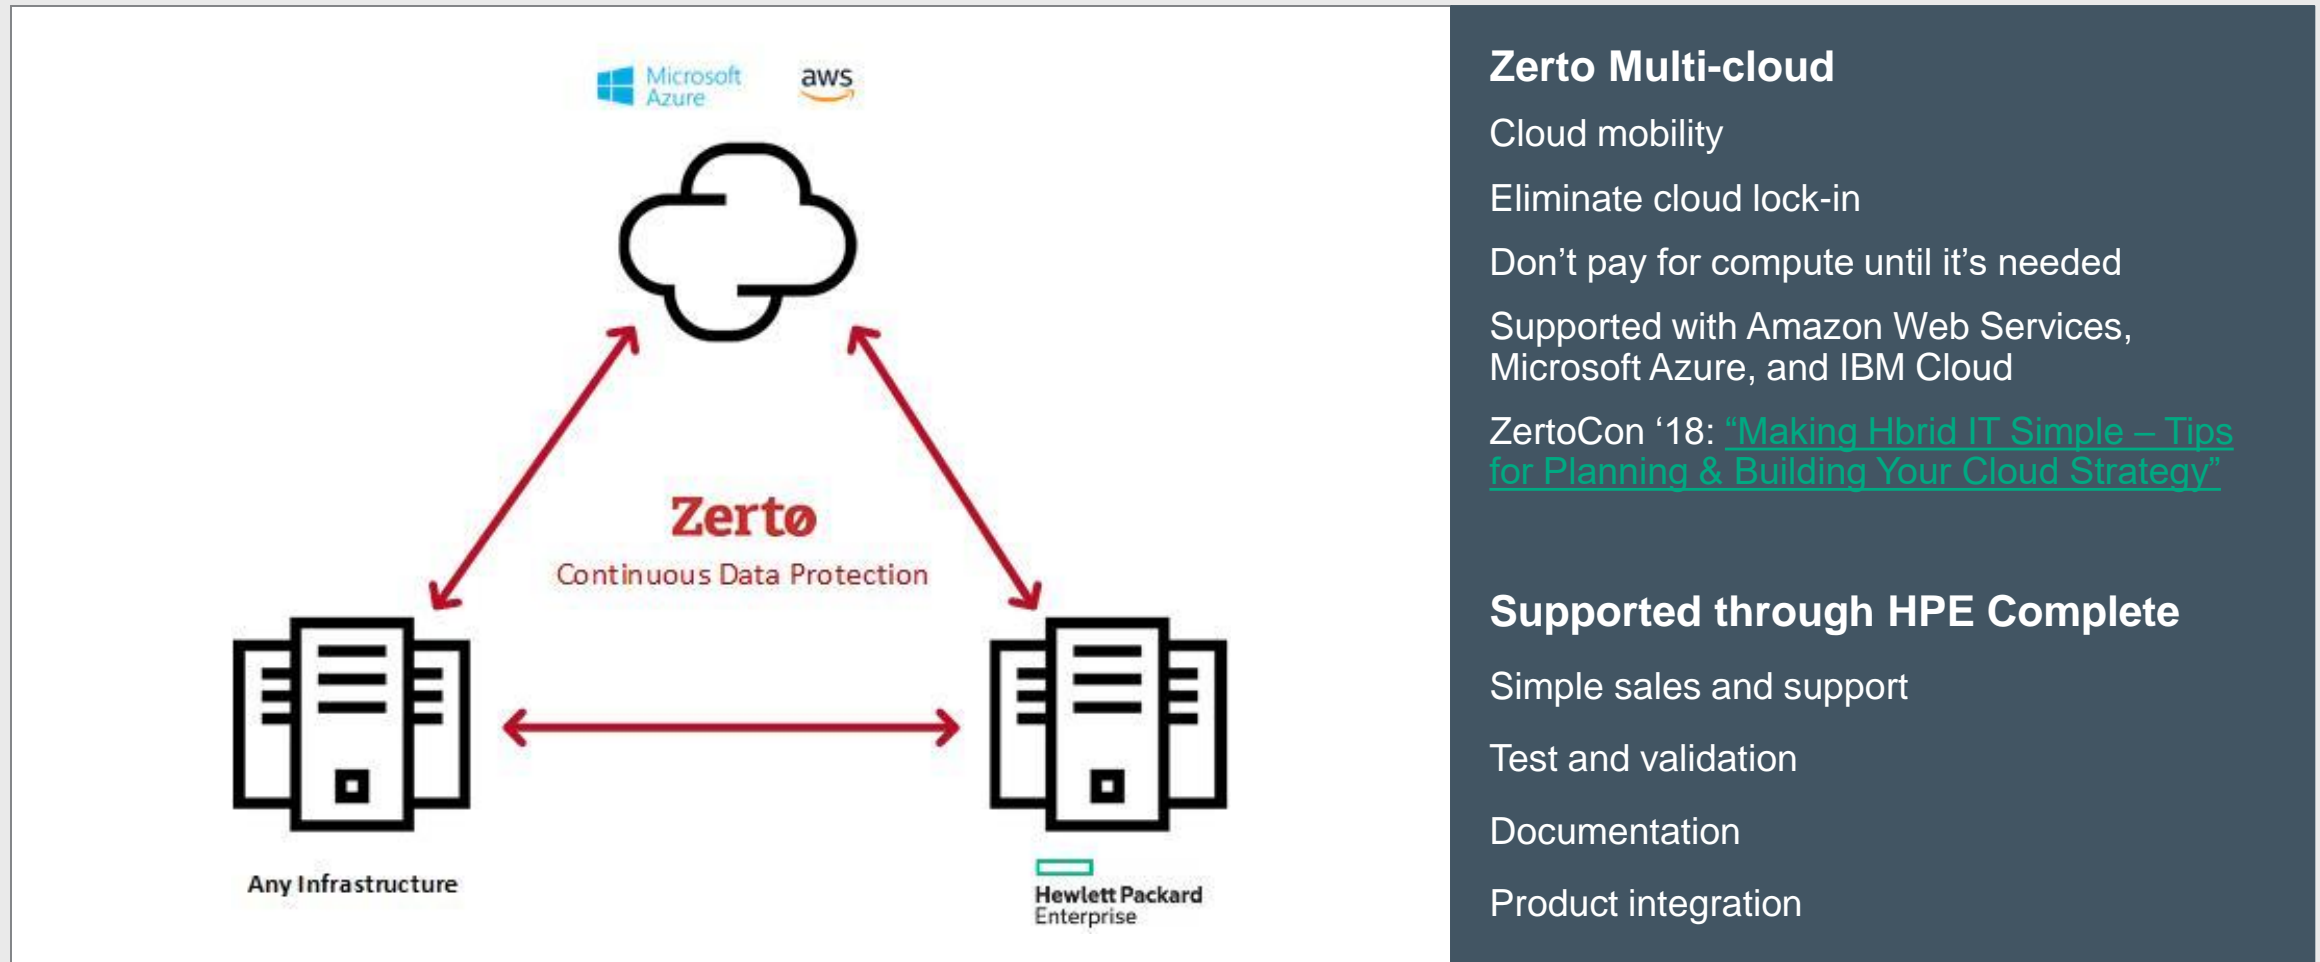 Microsoft
Azure
aws
Zerto
Continuous Data Protection
Any Infrastructure
Hewlett Packard
Enterprise
Zerto Multi-cloud
Cloud mobility
Eliminate cloud lock-in
Don’t pay for compute until it’s needed
Supported with Amazon Web Services,
Microsoft Azure, and IBM Cloud
ZertoCon ‘18: “Making Hbrid IT Simple – Tips
for Planning & Building Your Cloud Strategy”
Supported through HPE Complete
Simple sales and support
Test and validation
Documentation
Product integration